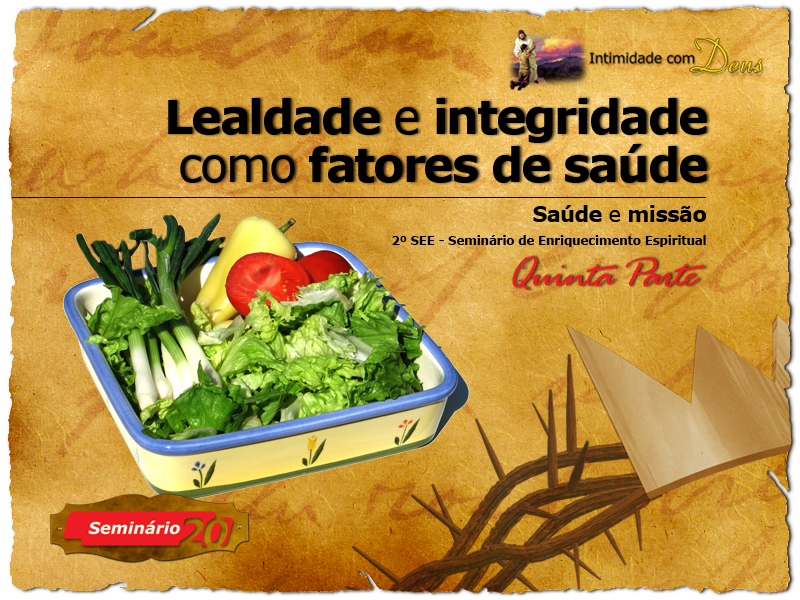 Intimidade com Deus
Lealdade e integridade
como fatores de saúde
Saúde e missão
2º SEE - Seminário de Enriquecimento Espiritual
Quinta Parte
Seminário 20